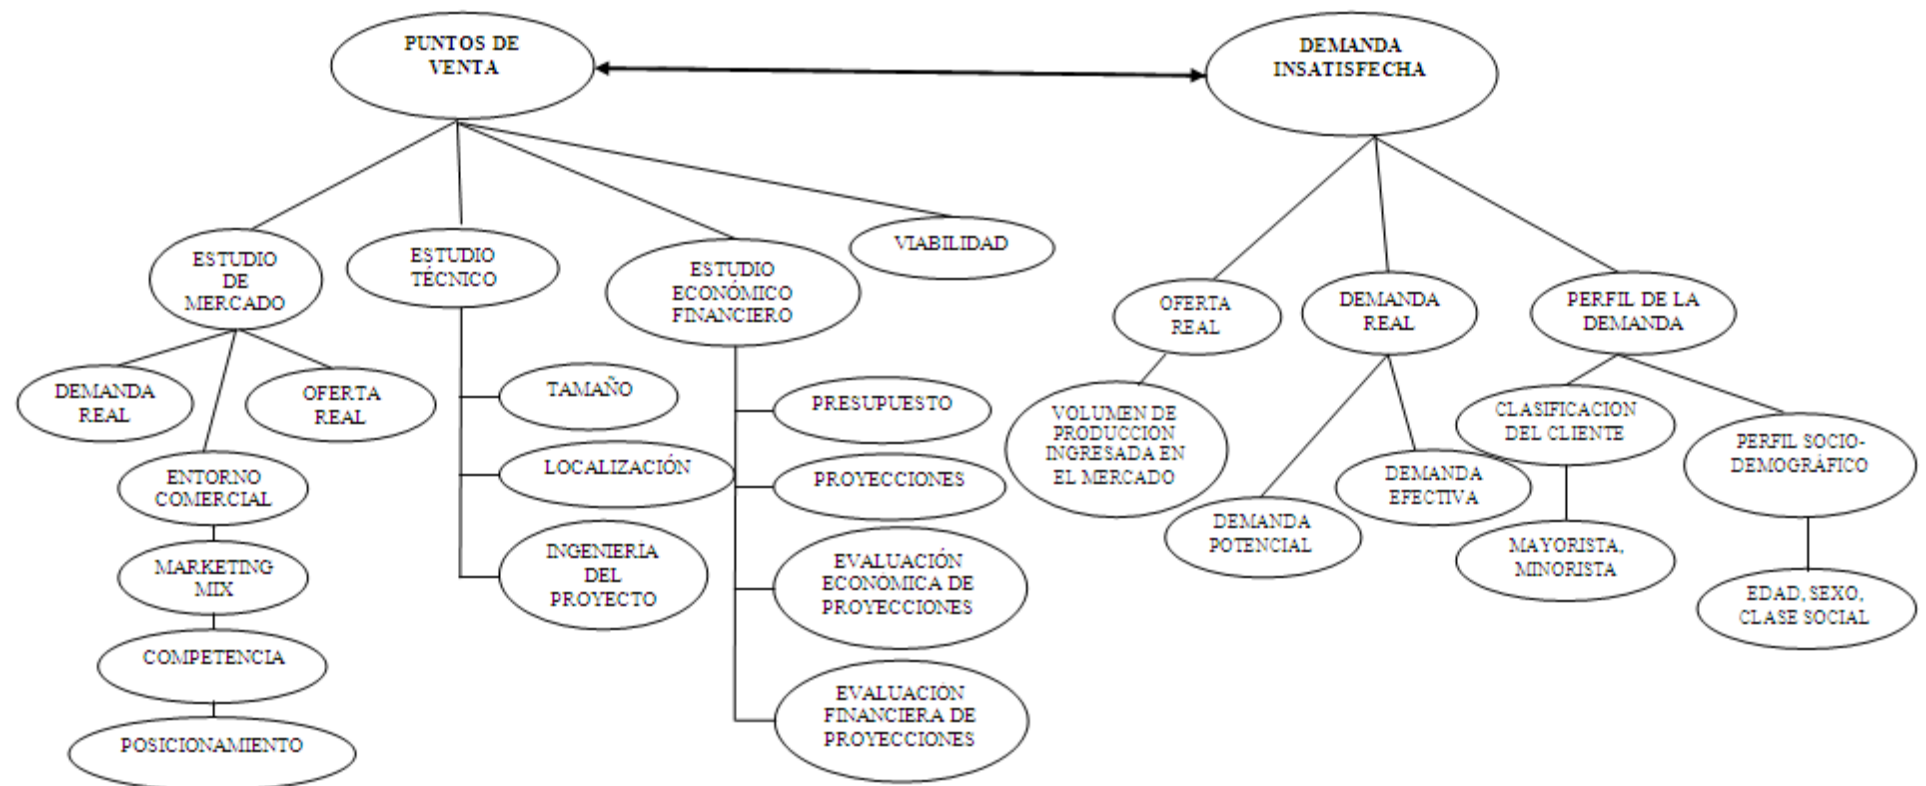 PUNTOS DE
VENTA
DEMANDA
INSATISFECHA
ESTUDIO
DE
MERCADO
ESTUDIO
TÉCNICO
ESTUDIO
ECONÓMICO
FINANCIERO
VIABILIDAD
OFERTA
REAL
DEMANDA
REAL
PERFIL DE LA
DEMANDA
DEMANDA
REAL
OFERTA
REAL
ENTORNO
COMERCIAL
MARKETING
MIX
COMPETENCIA
POSICIONAMIENTO
TAMAÑO
LOCALIZACIÓN
INGENIERÍA
DEL
PROYECTO
PRESUPUESTO
PROYECCIONES
EVALUACIÓN
ECONÓMICA DE
PROYECCIONES
EVALUACIÓN
FINANCIERA DE
PROYECCIONES
VOLUMEN DE
PRODUCCION
INGRESADA EN
EL MERCADO
DEMANDA
POTENCIAL
DEMANDA
EFECTIVA
CLASIFICACION
DEL CLIENTE
MAYORISTA,
MINORISTA
PERFIL SOCIO-
DEMOGRÁFICO
EDAD, SEXO,
CLASE SOCIAL